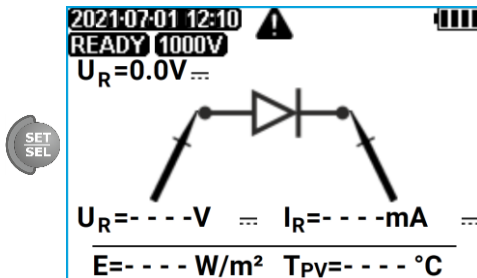 2021·07·01 12:10
READY 1000V
UR=0.0V
SET
SEL
UR=- - - -V IR=- - - -mA
E=- - - - W/m² TPV=- - - - °C